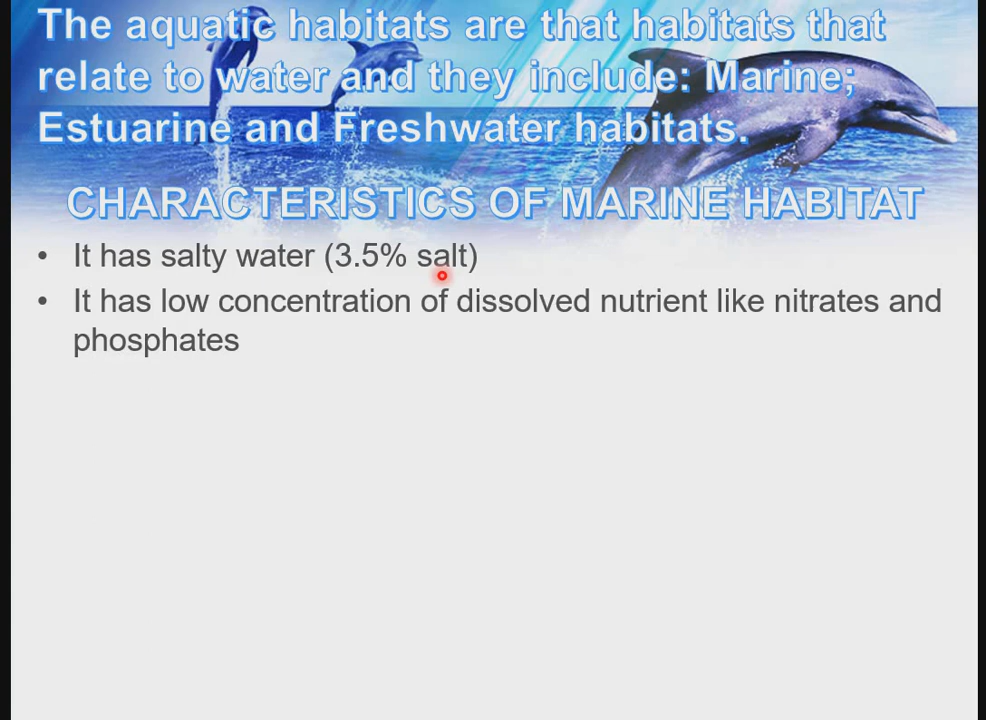 The aquatic habitats are that habitats that
relate to water and they include: Marine;
Estuarine and Freshwater habitats.
CHARACTERISTICS OF MARINE HABITAT
• It has salty water (3.5% salt)
• It has low concentration of dissolved nutrient like nitrates and
phosphates